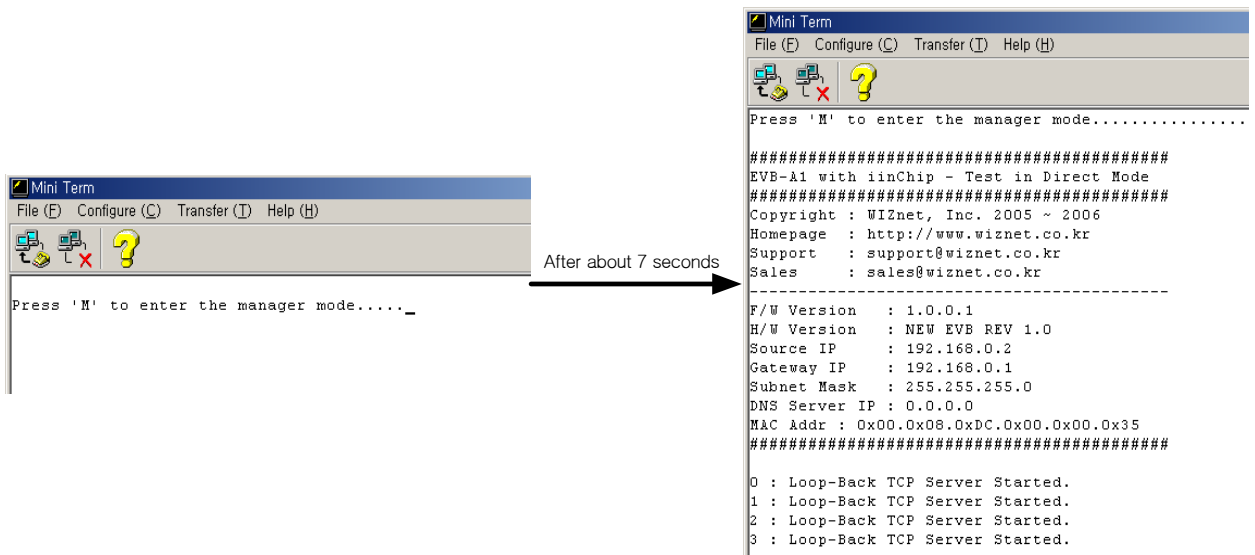 Mini Term
File (F) Configure (C) Transfer (T) Help (H)
Press 'M' to enter the manager mode....._
After about 7 seconds
Mini Term
File (F) Configure (C) Transfer (T) Help (H)
Press 'M' to enter the manager mode................
###########################################
EVB-A1 with iinChip - Test in Direct Mode
###########################################
Copyright : WIZnet, Inc. 2005 ~ 2006
Homepage : http://www.wiznet.co.kr
Support : support@wiznet.co.kr
Sales : sales@wiznet.co.kr
-------------------------------------------
F/W Version : 1.0.0.1
H/W Version : NEW EVB REV 1.0
Source IP : 192.168.0.2
Gateway IP : 192.168.0.1
Subnet Mask : 255.255.255.0
DNS Server IP : 0.0.0.0
MAC Addr : 0x00.0x08.0xDC.0x00.0x00.0x35
###########################################
0 : Loop-Back TCP Server Started.
1 : Loop-Back TCP Server Started.
2 : Loop-Back TCP Server Started.
3 : Loop-Back TCP Server Started.